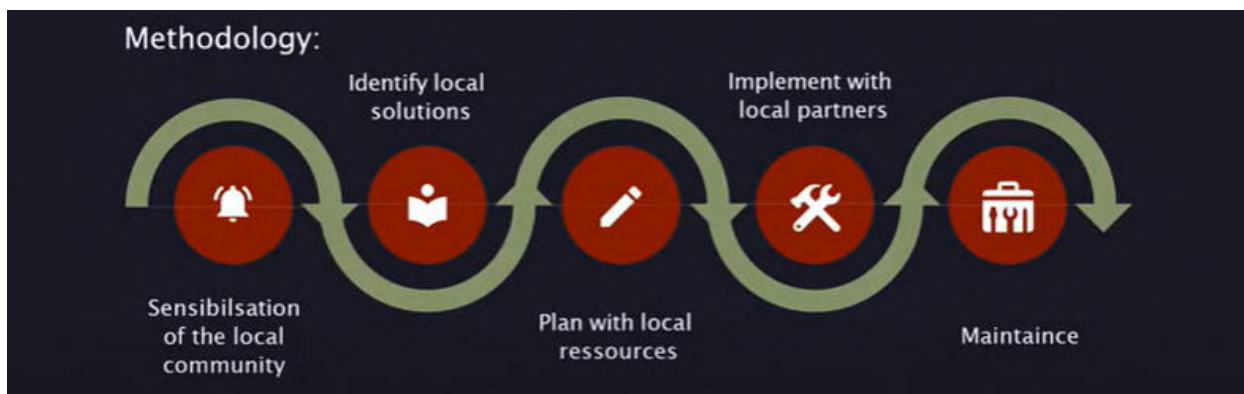 Methodology:
Sensibilsation
of the local
community
Identify local
solutions
Plan with local
ressources
Implement with
local partners
Maintaince